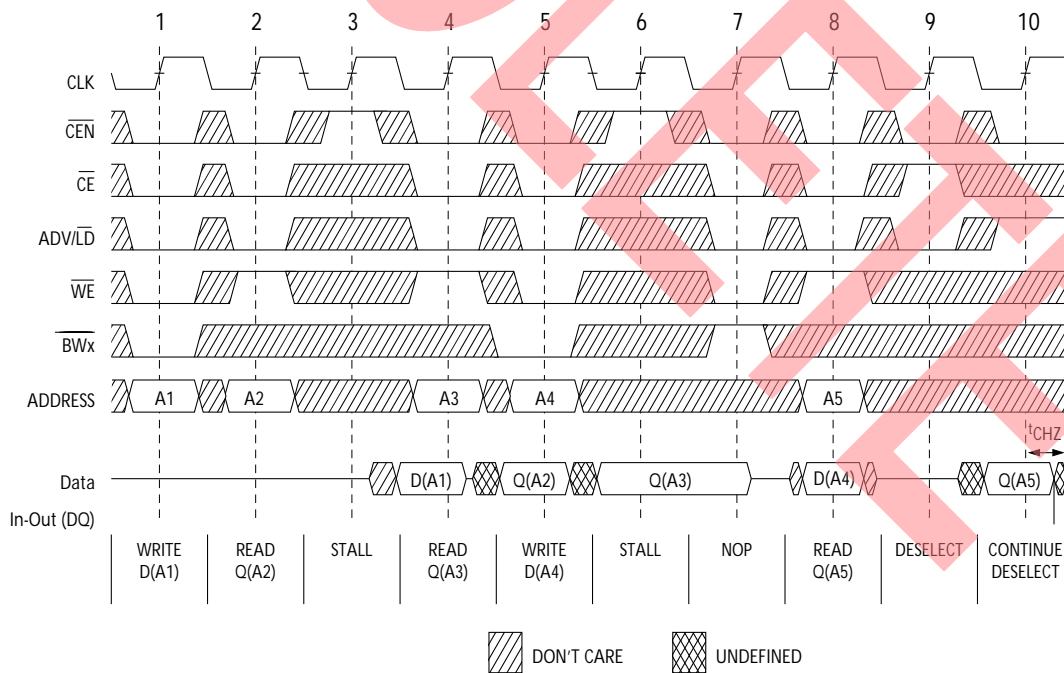 1 2 3 4 5 6 7 8 9 10
CLK
CEN
CE
ADV/LD
WE
BWx
ADDRESS A1 A2 A3 A4 A5
tCHZ
Data D(A1) Q(A2) Q(A3) D(A4) Q(A5)
In-Out (DQ)
WRITE READ STALL READ WRITE STALL NOP READ DESELECT CONTINUE
D(A1) Q(A2) Q(A3) D(A4) Q(A5) DESELECT
DON'T CARE UNDEFINED